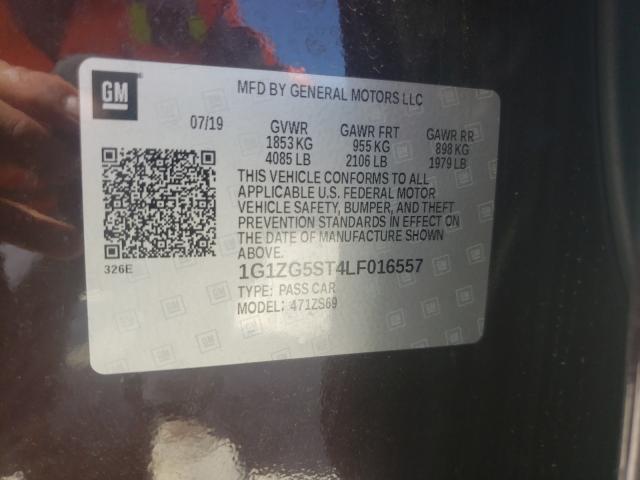 GM
MFD BY GENERAL MOTORS LLC
07/19 GVWR GAWR FRT GAWR RR
1853 KG 955 KG 898 KG
4085 LB 2106 LB 1979 LB
THIS VEHICLE CONFORMS TO ALL
APPLICABLE U.S. FEDERAL MOTOR
VEHICLE SAFETY, BUMPER, AND THEFT
PREVENTION STANDARDS IN EFFECT ON
THE DATE OF MANUFACTURE SHOWN
ABOVE.
326E
1G1ZG5ST4LF016557
TYPE: PASS CAR
MODEL: 471ZS69